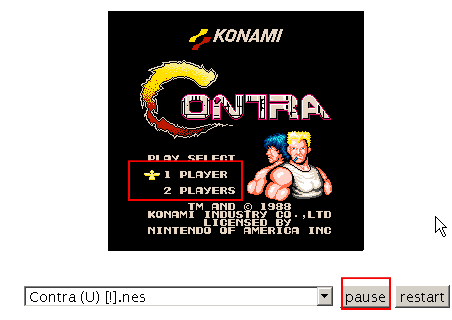 KONAMI
CONTRA
PLAY SELECT
1 PLAYER
2 PLAYERS
TM AND © 1988
KONAMI INDUSTRY CO.,LTD
LICENSED BY
NINTENDO OF AMERICA INC
Contra (U) [!].nes pause restart